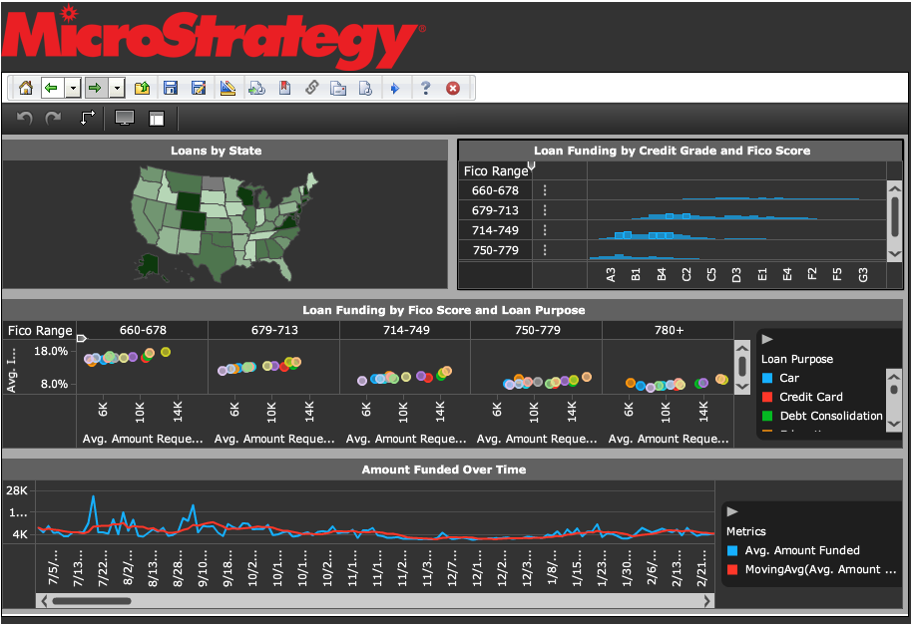 MicroStrategy®
Loans by State
Loan Funding by Credit Grade and Fico Score
Fico Range
660-678
679-713
714-749
750-779
A3 B1 B4 C2 C5 D3 E1 E4 F2 F5 G3
Loan Funding by Fico Score and Loan Purpose
Fico Range 660-678 679-713 714-749 750-779 780+
Avg. I...
18.0%
8.0%
6K 10K 14K 6K 10K 14K 6K 10K 14K 6K 10K 14K 6K 10K 14K
Avg. Amount Reque... Avg. Amount Reque... Avg. Amount Reque... Avg. Amount Reque... Avg. Amount Reque...
Loan Purpose
Car
Credit Card
Debt Consolidation
Amount Funded Over Time
28K
1...
4K
7/5/... 7/13... 7/22... 8/2/... 8/13... 8/28... 9/10... 9/18... 10/2... 10/1... 10/2... 10/2... 11/1... 11/1... 11/2... 11/3... 12/7... 12/1... 12/2... 12/3... 1/8/... 1/15... 1/23... 1/30... 2/6/... 2/13... 2/21...
Metrics
Avg. Amount Funded
MovingAvg(Avg. Amount ...